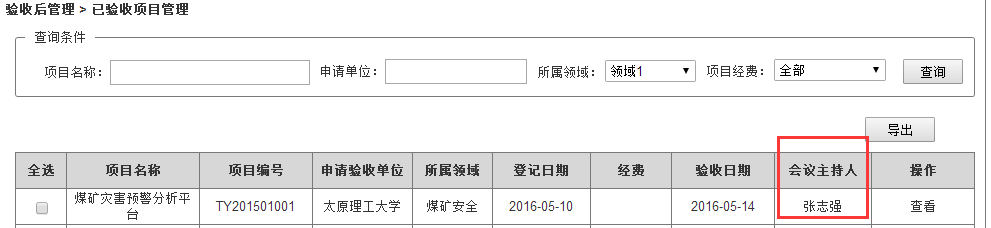 验收后管理 > 已验收项目管理
查询条件
项目名称： 申请单位： 所属领域： 领域1 项目经费： 全部 查询
导出
全选 项目名称 项目编号 申请验收单位 所属领域 登记日期 经费 验收日期 会议主持人 操作
煤矿灾害预警分析平
台 TY201501001 太原理工大学 煤矿安全 2016-05-10 2016-05-14 张志强 查看